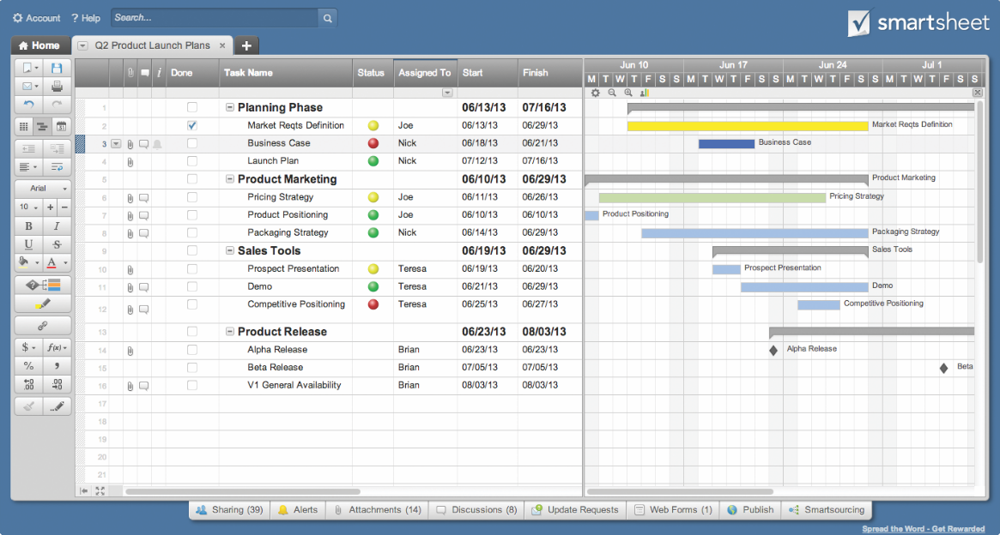 Account ? Help Search...
smartsheet
Home Q2 Product Launch Plans × +
i Done Task Name Status Assigned To Start Finish
Jun 10 Jun 17 Jun 24 Jul 1
M T W T F S S M T W T F S S M T W T F S S M T W T F S S
1 Planning Phase 06/13/13 07/16/13
2 Market Reqts Definition Joe 06/13/13 06/29/13 Market Reqts Definition
3 Business Case Nick 06/18/13 06/21/13 Business Case
4 Launch Plan Nick 07/12/13 07/16/13
5 Product Marketing 06/10/13 06/29/13 Product Marketing
6 Pricing Strategy Joe 06/11/13 06/26/13 Pricing Strategy
7 Product Positioning Joe 06/10/13 06/10/13 Product Positioning
8 Packaging Strategy Nick 06/14/13 06/29/13 Packaging Strategy
9 Sales Tools 06/19/13 06/29/13 Sales Tools
10 Prospect Presentation Teresa 06/19/13 06/20/13 Prospect Presentation
11 Demo Teresa 06/21/13 06/29/13 Demo
12 Competitive Positioning Teresa 06/25/13 06/27/13 Competitive Positioning
13 Product Release 06/23/13 08/03/13
14 Alpha Release Brian 06/23/13 06/23/13 Alpha Release
15 Beta Release Brian 07/05/13 07/05/13 Beta
16 V1 General Availability Brian 08/03/13 08/03/13
17
18
19
20
21
31
Arial
10 + −
B I
U S
A
?
$ f(x)
% ,
.00 .00
Sharing (39) Alerts Attachments (14) Discussions (8) Update Requests Web Forms (1) Publish Smartsourcing
Spread the Word - Get Rewarded